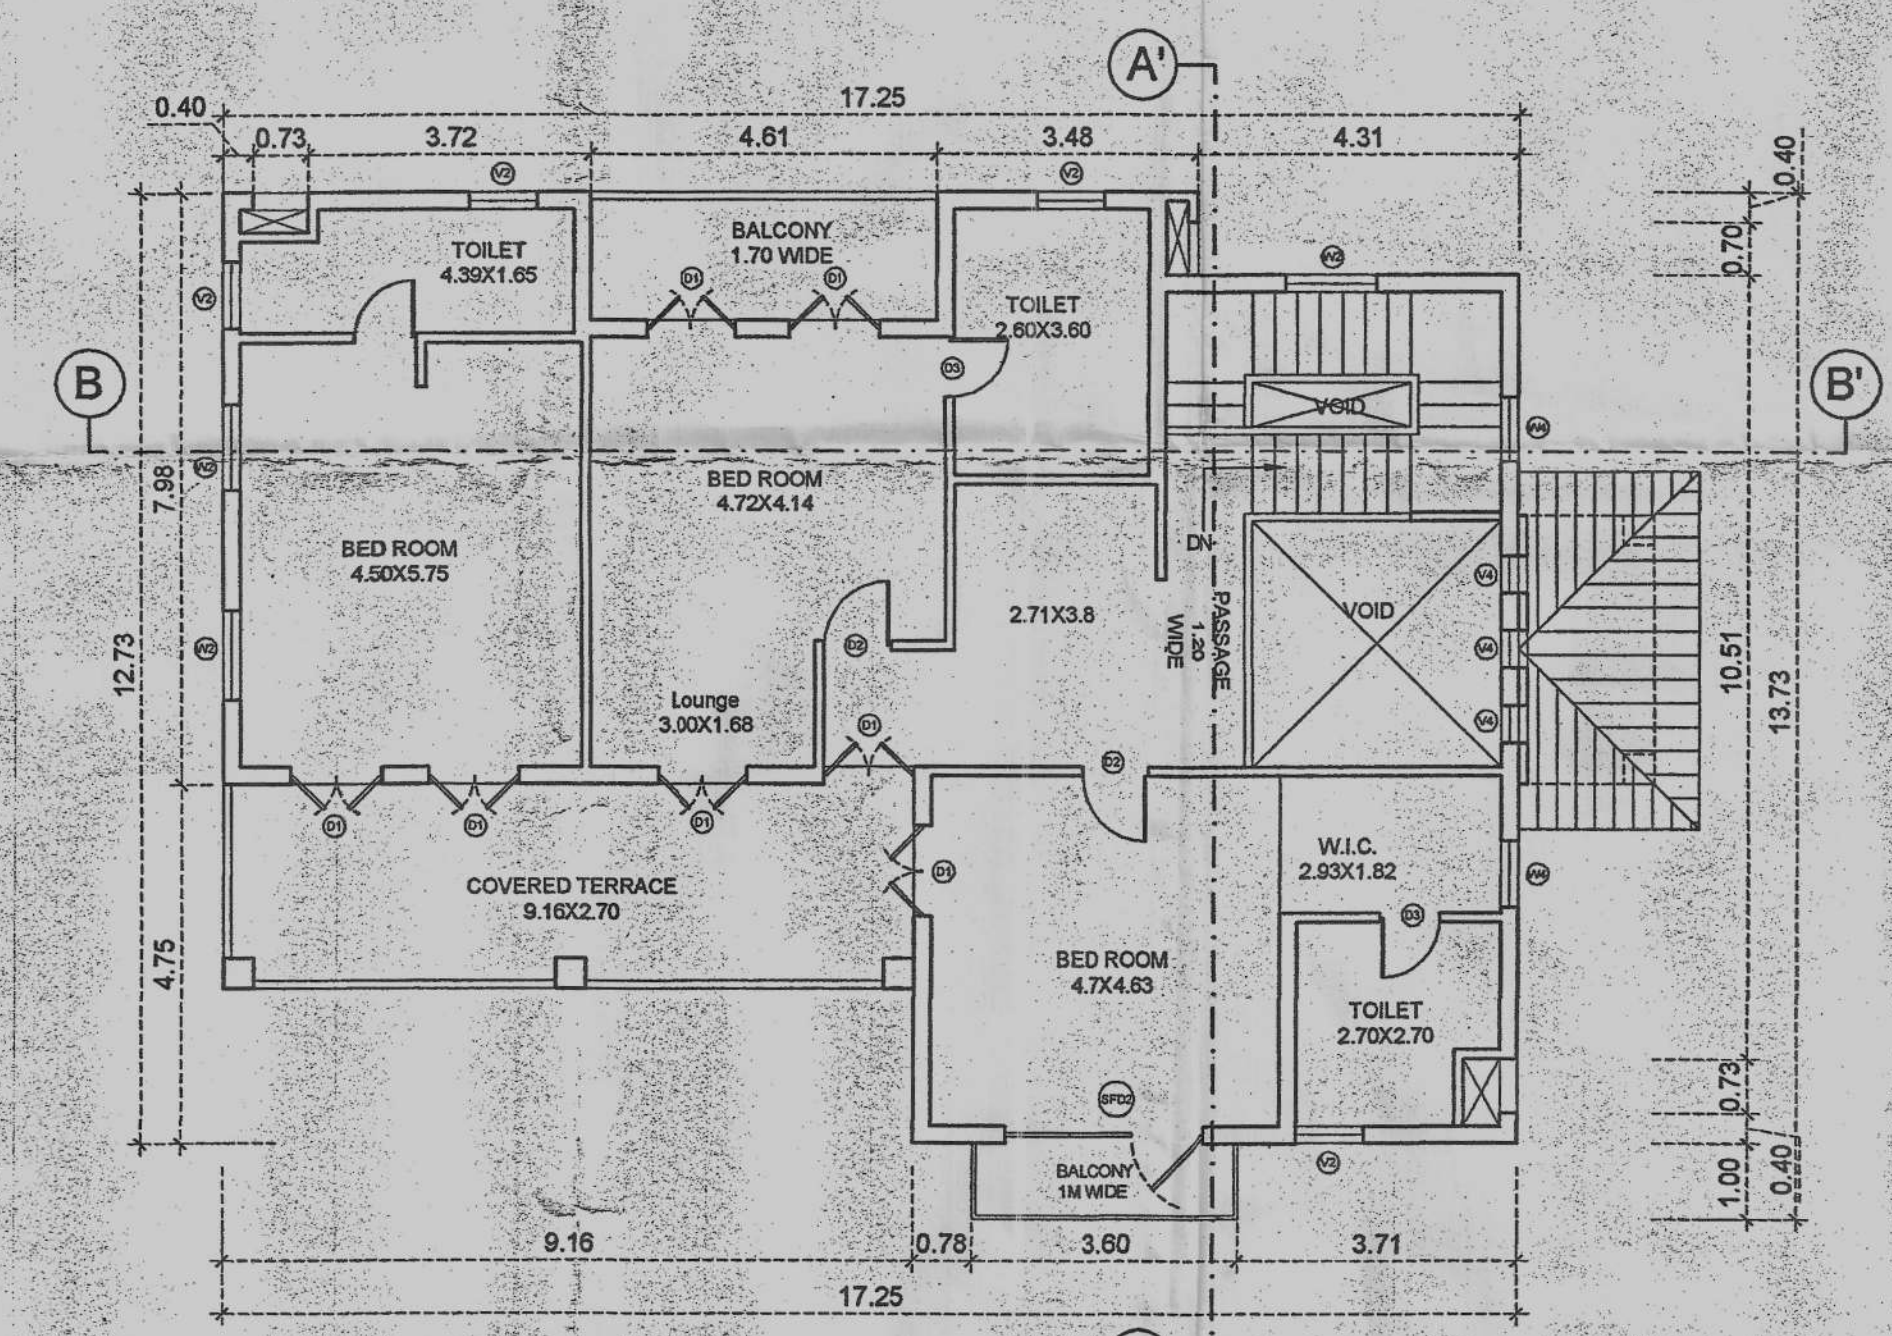 A'
17.25
0.40
0.73
3.72
4.61
3.48
4.31
0.40
V2
V2
BALCONY
1.70 WIDE
TOILET
4.39X1.65
0.70
W2
D1
D1
V2
TOILET
2.60X3.60
D3
B
B'
VOID
W4
W2
7.98
BED ROOM
4.72X4.14
DN
BED ROOM
4.50X5.75
V4
VOID
2.71X3.8
PASSAGE
1.20
WIDE
12.73
W2
D2
V4
10.51
13.73
Lounge
3.00X1.68
D1
V4
D2
D1
D1
D1
W.I.C.
2.93X1.82
D1
W4
COVERED TERRACE
9.16X2.70
D3
4.75
BED ROOM
4.7X4.63
TOILET
2.70X2.70
0.73
SFD2
BALCONY
1M WIDE
V2
1.00
0.40
9.16
0.78
3.60
3.71
17.25